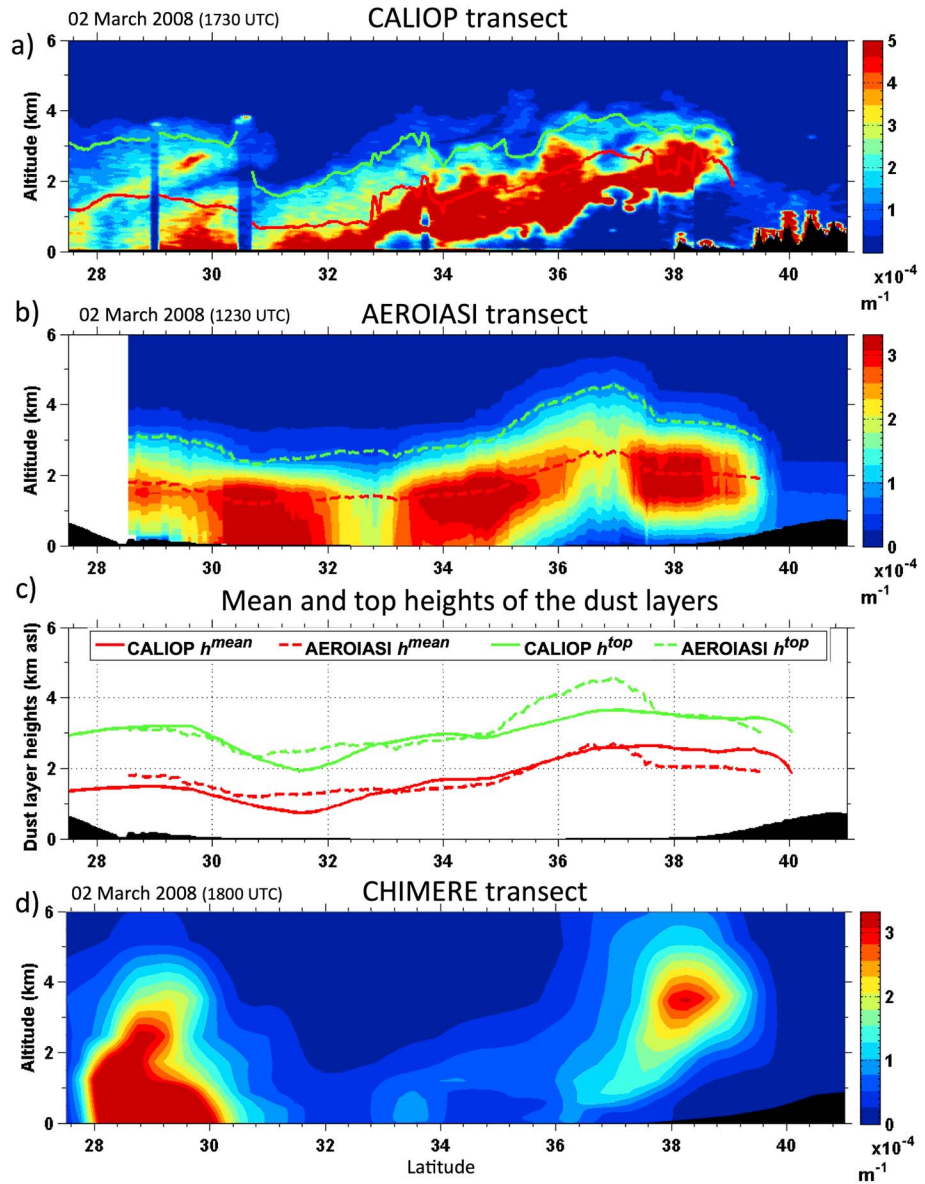 02 March 2008 (1730 UTC) CALIOP transect
a)
Altitude (km)
6
4
2
0
28 30 32 34 36 38 40
5
4
3
2
1
x10-4
m-1
02 March 2008 (1230 UTC) AEROIASI transect
b)
Altitude (km)
6
4
2
0
28 30 32 34 36 38 40
3
2
1
0
x10-4
m-1
c)
Mean and top heights of the dust layers
CALIOP hmean AEROIASI hmean CALIOP htop AEROIASI htop
Dust layer heights (km asl)
6
4
2
0
28 30 32 34 36 38 40
02 March 2008 (1800 UTC) CHIMERE transect
d)
Altitude (km)
6
4
2
0
28 30 32 34 36 38 40
Latitude
3
2
1
0
x10-4
m-1